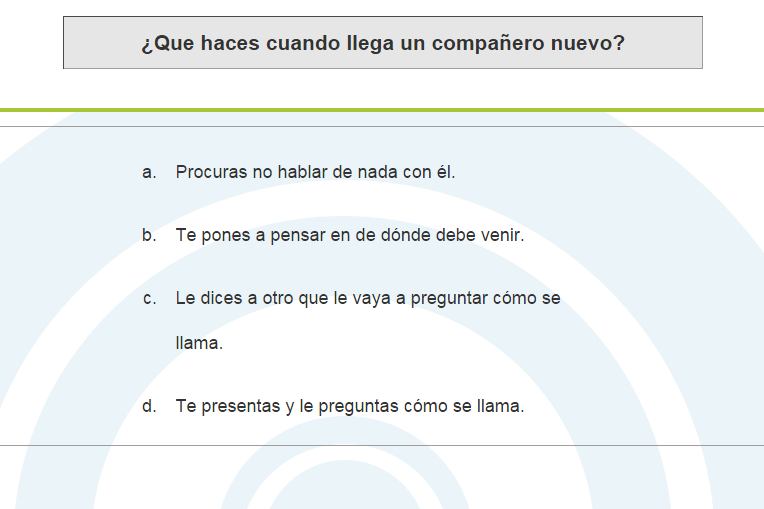 ¿Que haces cuando llega un compañero nuevo?
a. Procuras no hablar de nada con él.
b. Te pones a pensar en de dónde debe venir.
c. Le dices a otro que le vaya a preguntar cómo se
llama.
d. Te presentas y le preguntas cómo se llama.